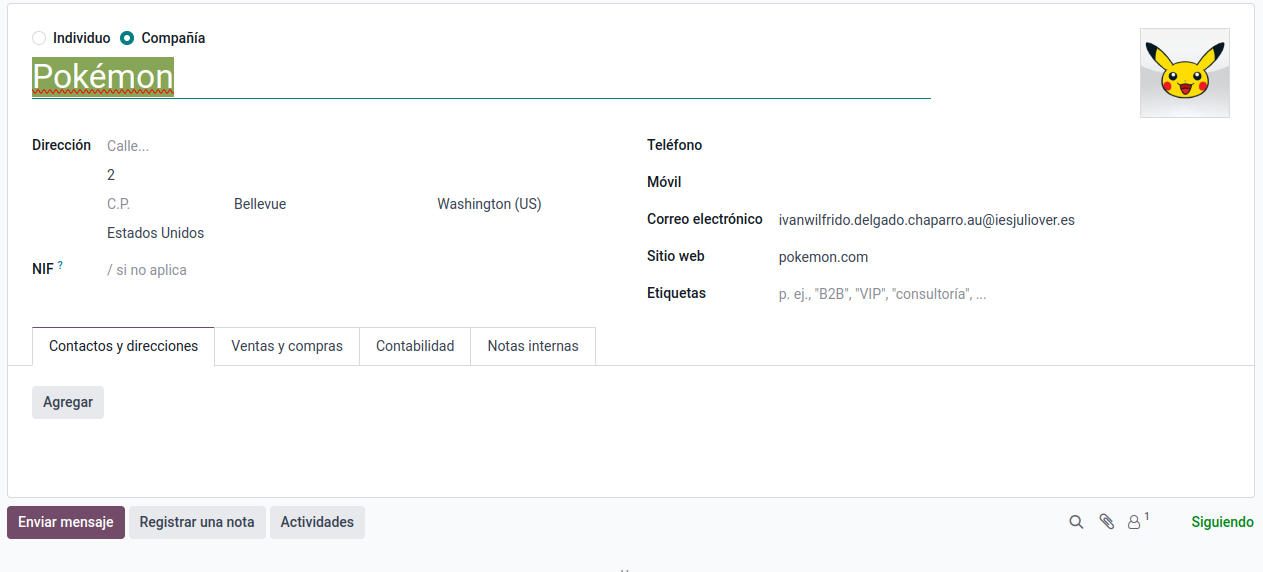 Individuo Compañía
Pokémon
Dirección Calle...
2
C.P. Bellevue Washington (US)
Estados Unidos
NIF ? / si no aplica
Teléfono
Móvil
Correo electrónico ivanwilfrido.delgado.chaparro.au@iesjuliover.es
Sitio web pokemon.com
Etiquetas p. ej., "B2B", "VIP", "consultoría", ...
Contactos y direcciones Ventas y compras Contabilidad Notas internas
Agregar
Enviar mensaje Registrar una nota Actividades 1 Siguiendo